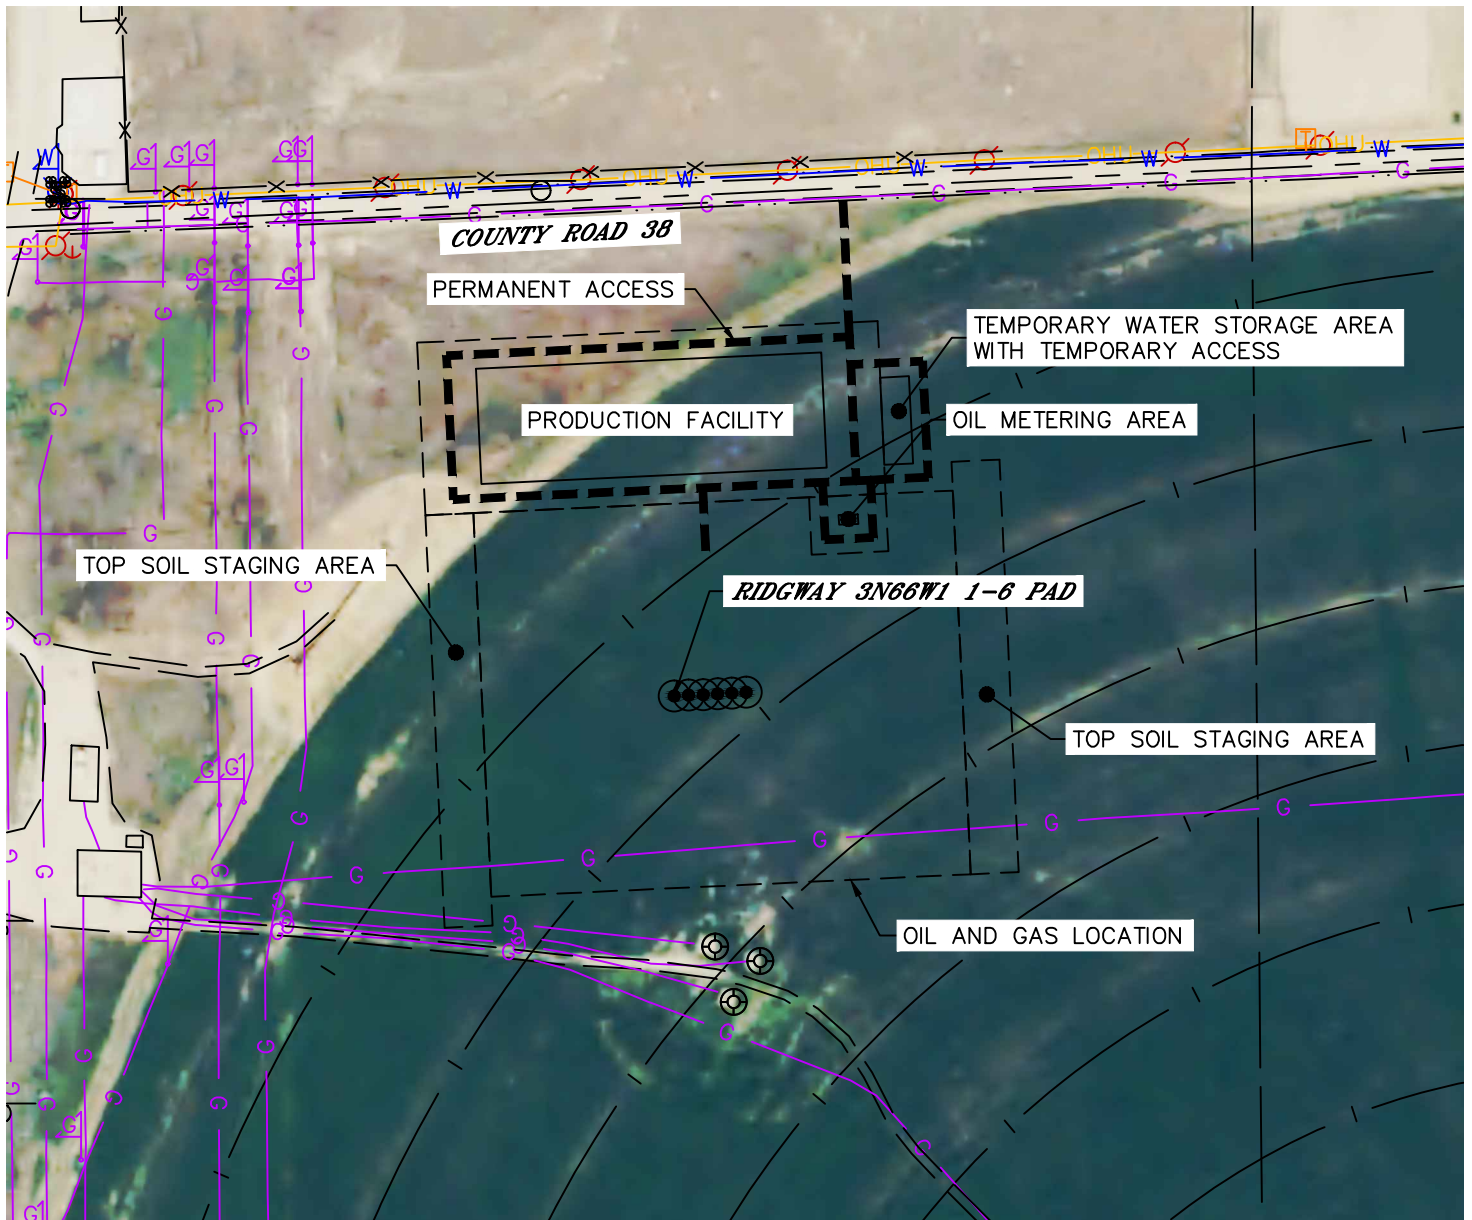 COUNTY ROAD 38
PERMANENT ACCESS
TEMPORARY WATER STORAGE AREA
WITH TEMPORARY ACCESS
PRODUCTION FACILITY
OIL METERING AREA
TOP SOIL STAGING AREA
RIDGWAY 3N66W1 1-6 PAD
TOP SOIL STAGING AREA
OIL AND GAS LOCATION